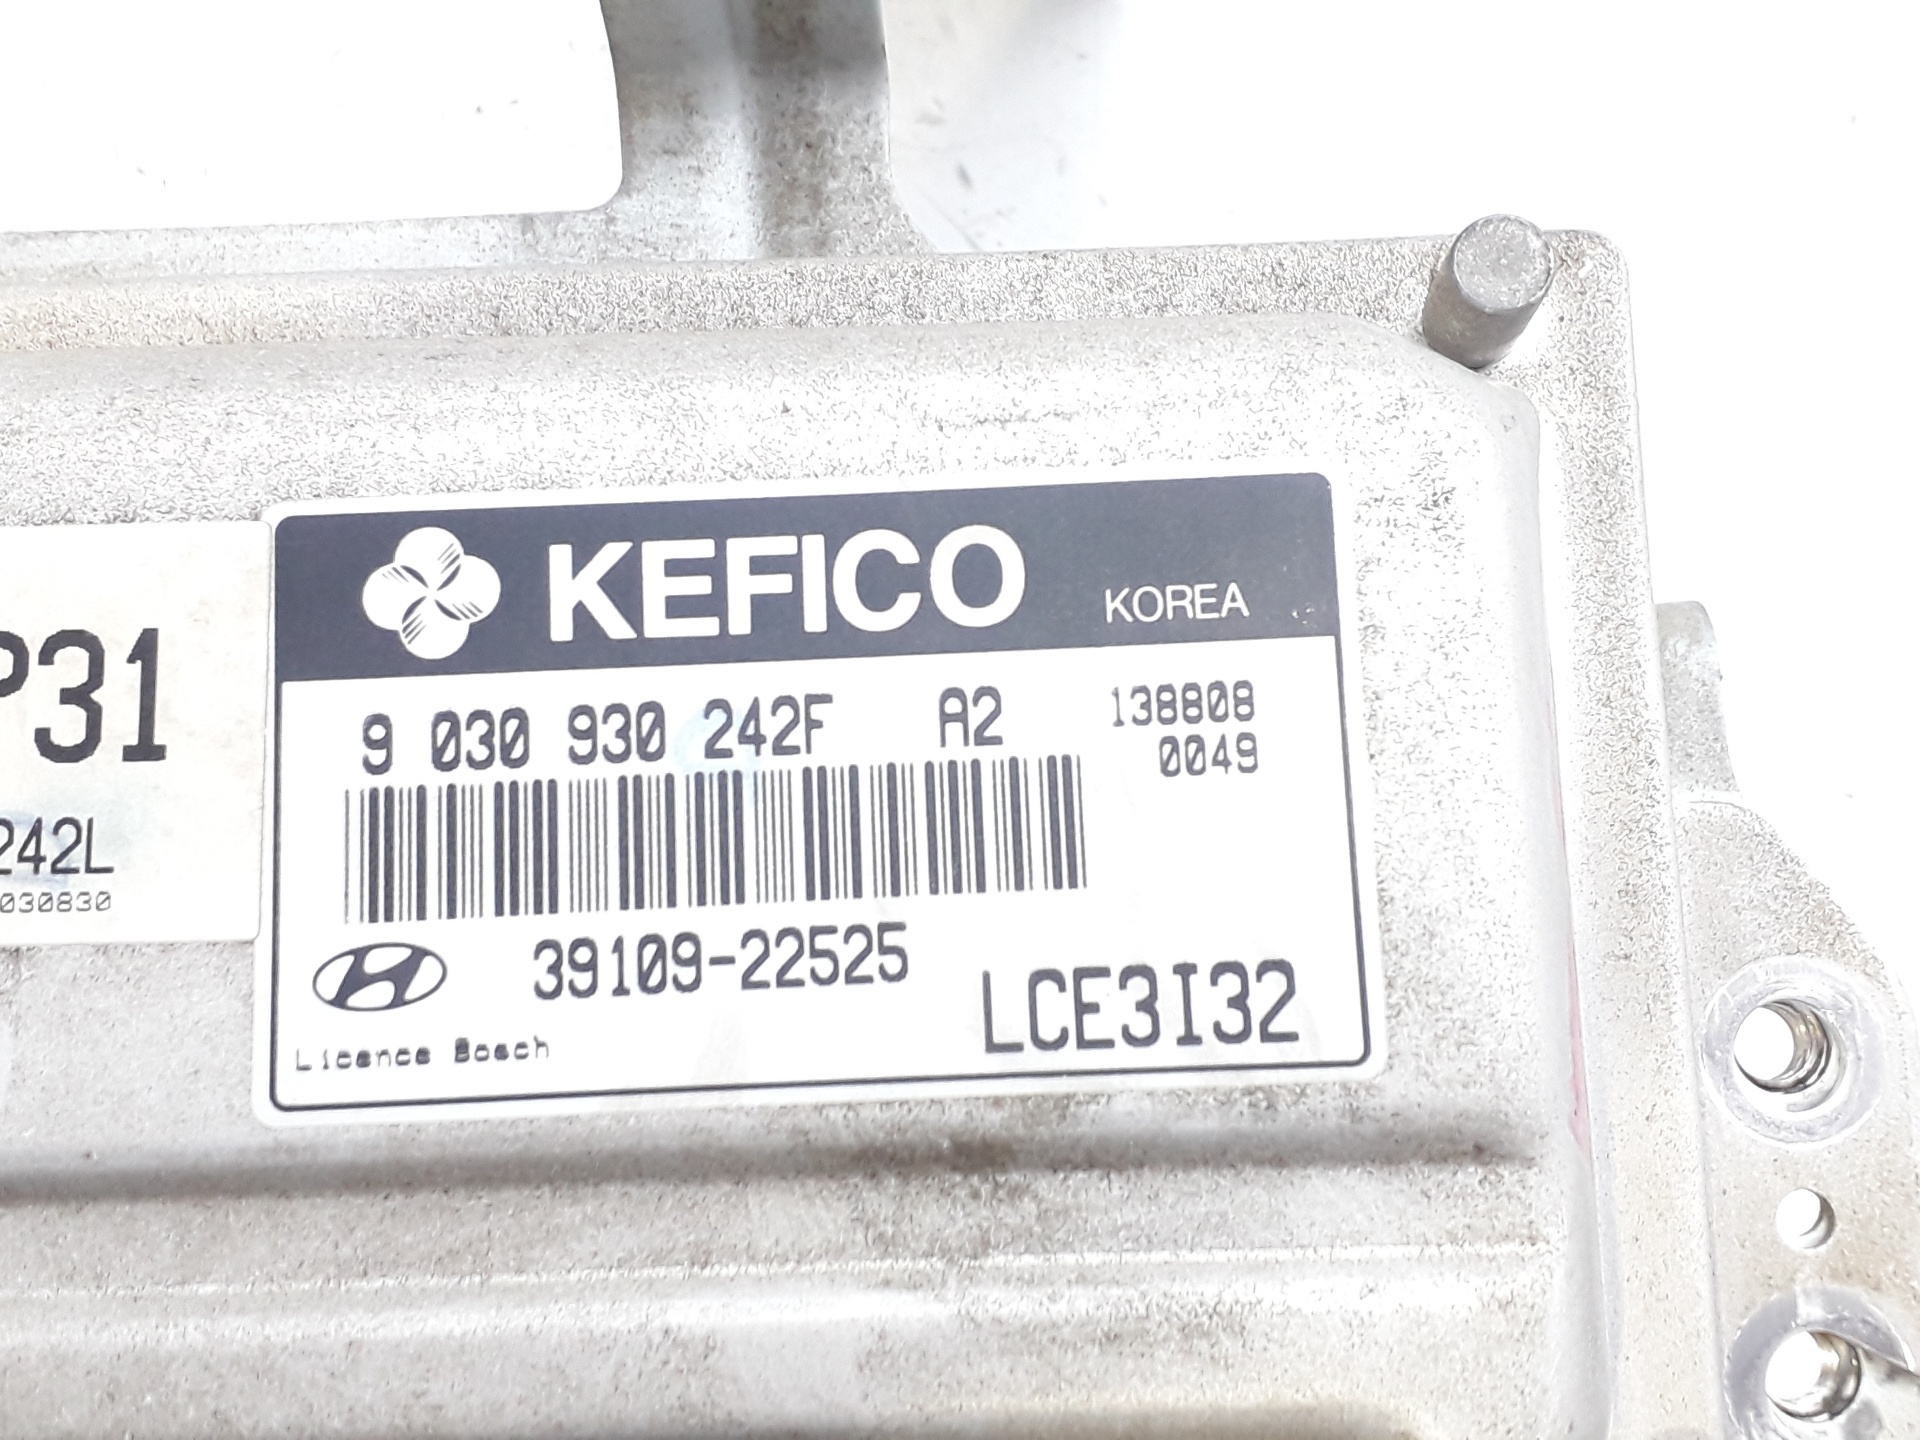 P31
242L
030830
KEFICO KOREA
9 030 930 242F A2 138808
0049
39109-22525
LCE3I32
Licence Bosch